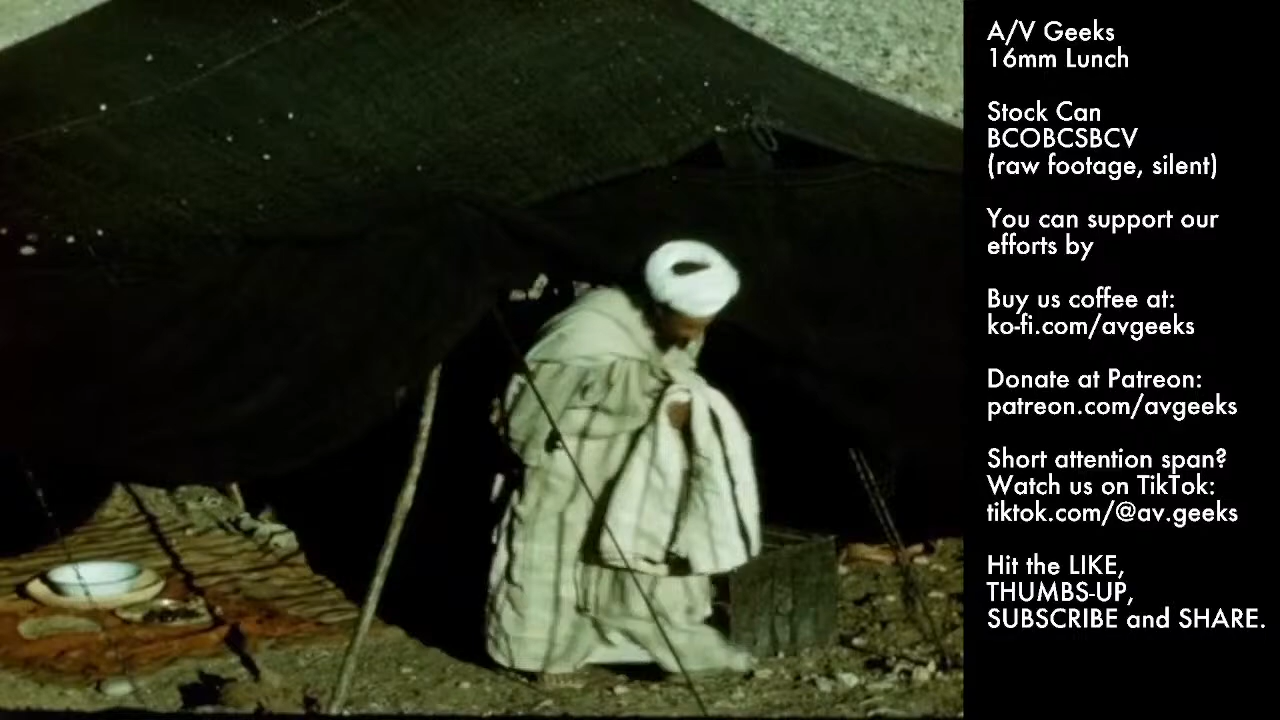 A/V Geeks
16mm Lunch
Stock Can
BCOBCSBCV
(raw footage, silent)
You can support our
efforts by
Buy us coffee at:
ko-fi.com/avgeeks
Donate at Patreon:
patreon.com/avgeeks
Short attention span?
Watch us on TikTok:
tiktok.com/@av.geeks
Hit the LIKE,
THUMBS-UP,
SUBSCRIBE and SHARE.